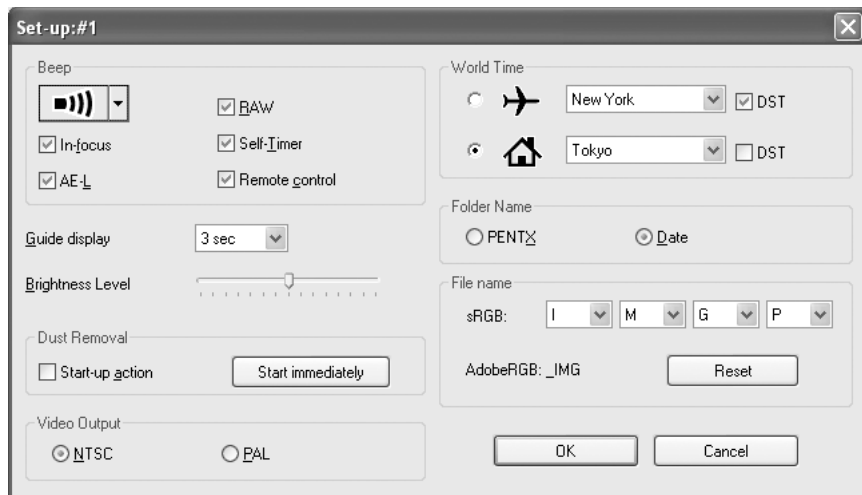 Set-up:#1
Beep
RAW
In-focus
Self-Timer
AE-L
Remote control
Guide display
3 sec
Brightness Level
Dust Removal
Start-up action
Start immediately
Video Output
NTSC
PAL
World Time
New York
DST
Tokyo
DST
Folder Name
PENTX
Date
File name
sRGB:
I
M
G
P
AdobeRGB: _IMG
Reset
OK
Cancel